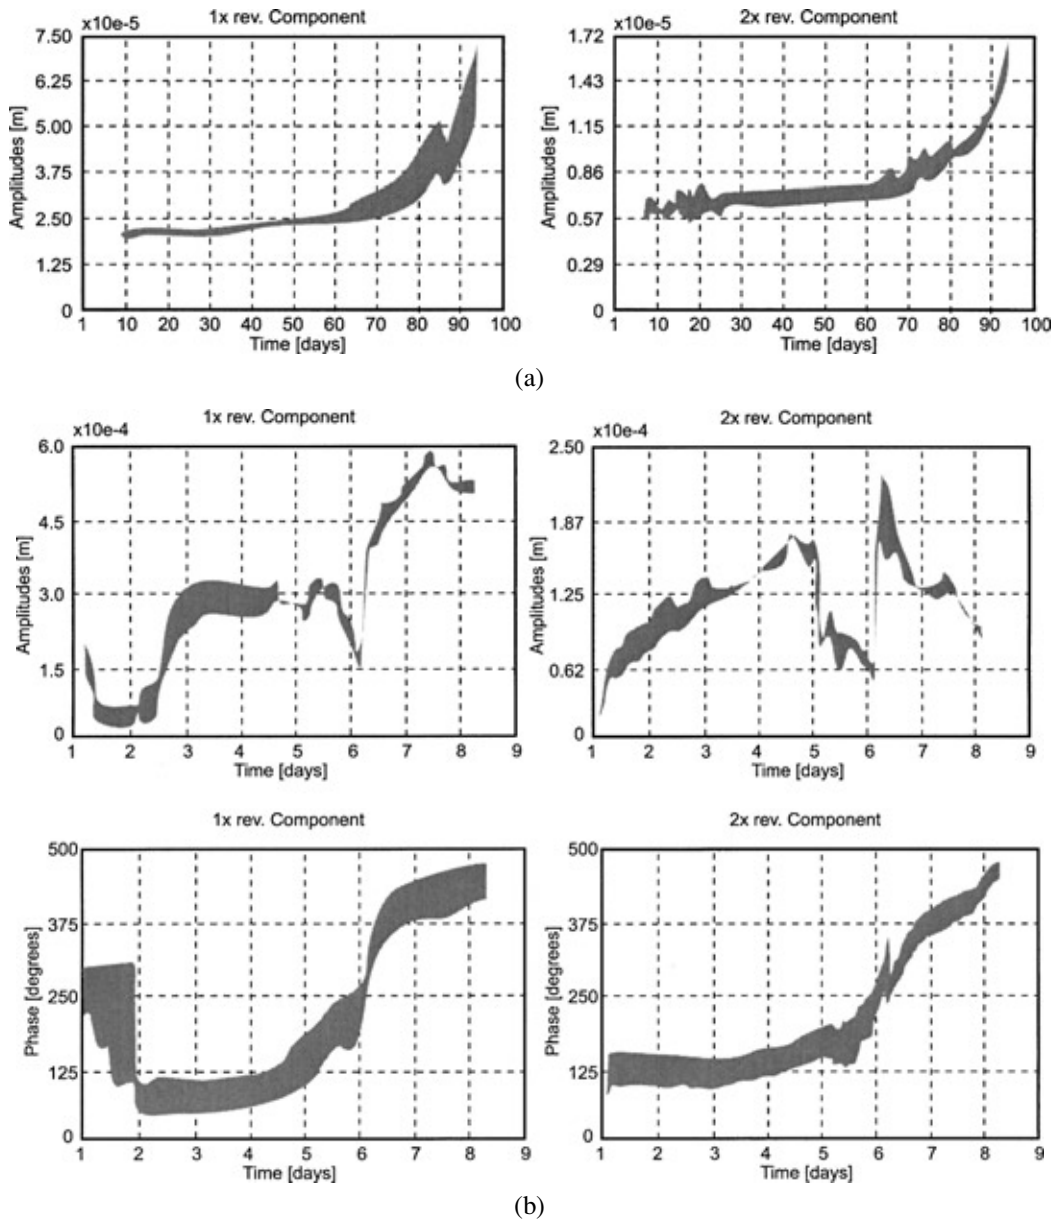 1x rev. Component
x10e-5
7.50
6.25
5.00
3.75
2.50
1.25
0
Amplitudes [m]
1 10 20 30 40 50 60 70 80 90 100
Time [days]
2x rev. Component
x10e-5
1.72
1.43
1.15
0.86
0.57
0.29
0
Amplitudes [m]
1 10 20 30 40 50 60 70 80 90 100
Time [days]
(a)
1x rev. Component
x10e-4
6.0
4.5
3.0
1.5
0
Amplitudes [m]
1 2 3 4 5 6 7 8 9
Time [days]
2x rev. Component
x10e-4
2.50
1.87
1.25
0.62
0
Amplitudes [m]
1 2 3 4 5 6 7 8 9
Time [days]
1x rev. Component
500
375
250
125
0
Phase [degrees]
1 2 3 4 5 6 7 8 9
Time [days]
2x rev. Component
500
375
250
125
0
Phase [degrees]
1 2 3 4 5 6 7 8 9
Time [days]
(b)